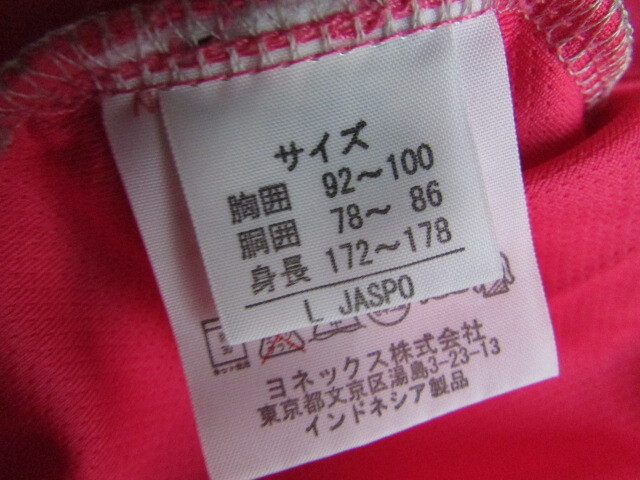 サイズ
胸囲 92～100
胴囲 78～ 86
身長 172～178
L JASPO
ヨネックス株式会社
東京都文京区湯島3-23-13
インドネシア製品